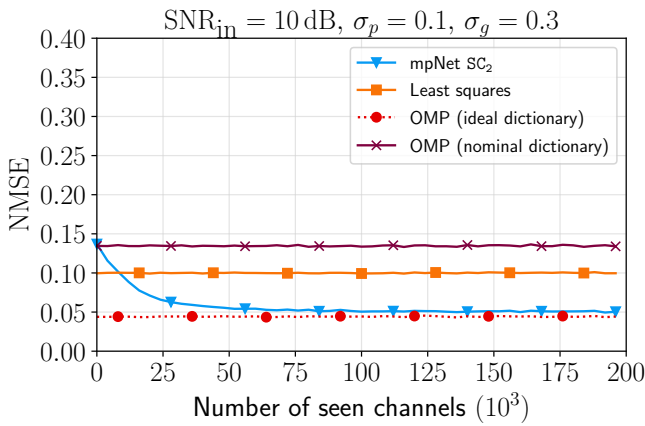 SNR_in = 10 dB, σ_p = 0.1, σ_g = 0.3
0.40
0.35
0.30
0.25
0.20
0.15
0.10
0.05
0.00
NMSE
mpNet SC₂
Least squares
OMP (ideal dictionary)
OMP (nominal dictionary)
0 25 50 75 100 125 150 175 200
Number of seen channels (10³)